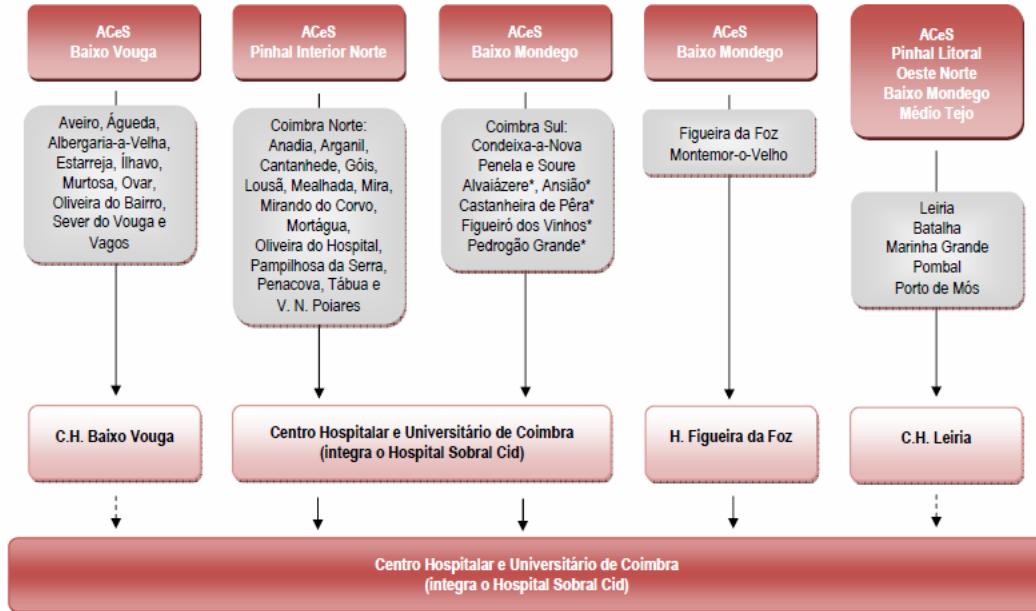 ACeS
Baixo Vouga
ACeS
Pinhal Interior Norte
ACeS
Baixo Mondego
ACeS
Baixo Mondego
ACeS
Pinhal Litoral
Oeste Norte
Baixo Mondego
Médio Tejo
Aveiro, Águeda,
Albergaria-a-Velha,
Estarreja, Ílhavo,
Murtosa, Ovar,
Oliveira do Bairro,
Sever do Vouga e
Vagos
Coimbra Norte:
Anadia, Arganil,
Cantanhede, Góis,
Lousã, Mealhada, Mira,
Mirando do Corvo,
Mortágua,
Oliveira do Hospital,
Pampilhosa da Serra,
Penacova, Tábua e
V. N. Poiares
Coimbra Sul:
Condeixa-a-Nova
Penela e Soure
Alvaiázere*, Ansião*
Castanheira de Pêra*
Figueiró dos Vinhos*
Pedrogão Grande*
Figueira da Foz
Montemor-o-Velho
Leiria
Batalha
Marinha Grande
Pombal
Porto de Mós
C.H. Baixo Vouga
Centro Hospitalar e Universitário de Coimbra
(integra o Hospital Sobral Cid)
H. Figueira da Foz
C.H. Leiria
Centro Hospitalar e Universitário de Coimbra
(integra o Hospital Sobral Cid)